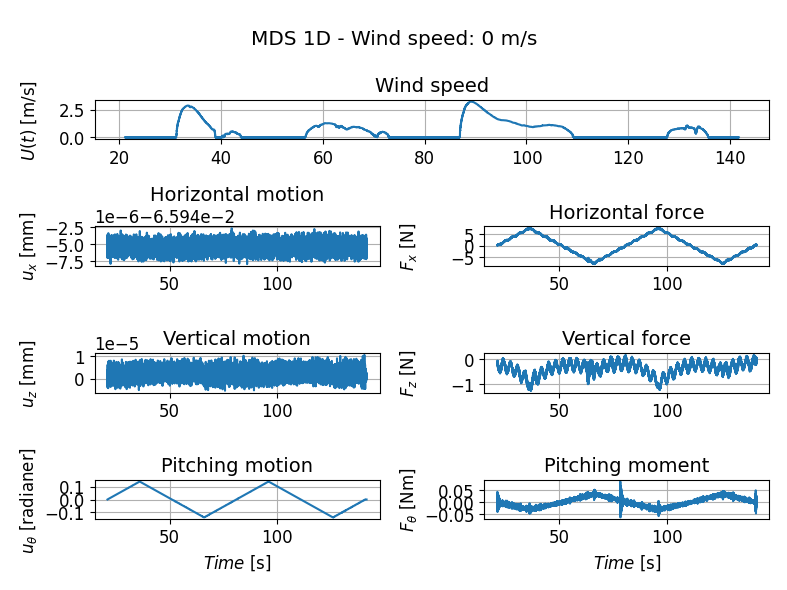 MDS 1D - Wind speed: 0 m/s
Wind speed
U(t) [m/s]
2.5
0.0
20 40 60 80 100 120 140
Horizontal motion
1e−6−6.594e−2
u_x [mm]
−2.5
−5.0
−7.5
50 100
Horizontal force
F_x [N]
5
0
−5
50 100
Vertical motion
1e−5
u_z [mm]
1
0
50 100
Vertical force
F_z [N]
0
−1
50 100
Pitching motion
u_θ [radianer]
0.1
0.0
−0.1
50 100
Time [s]
Pitching moment
F_θ [Nm]
0.05
0.00
−0.05
50 100
Time [s]